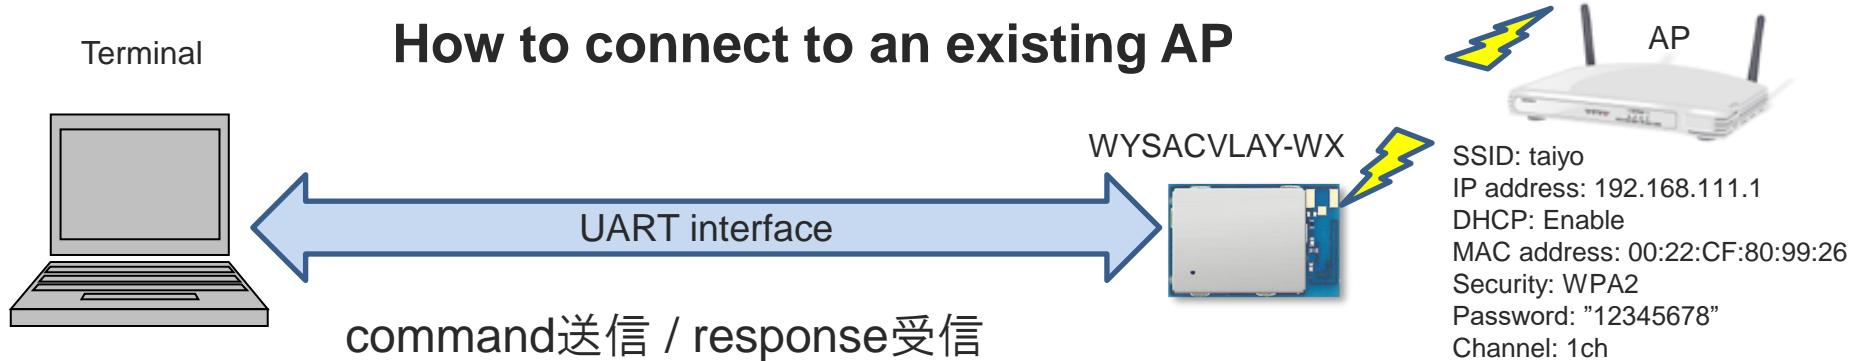 How to connect to an existing AP
Terminal
AP
WYSACVLAY-WX
UART interface
command送信 / response受信
SSID: taiyo
IP address: 192.168.111.1
DHCP: Enable
MAC address: 00:22:CF:80:99:26
Security: WPA2
Password: ”12345678”
Channel: 1ch